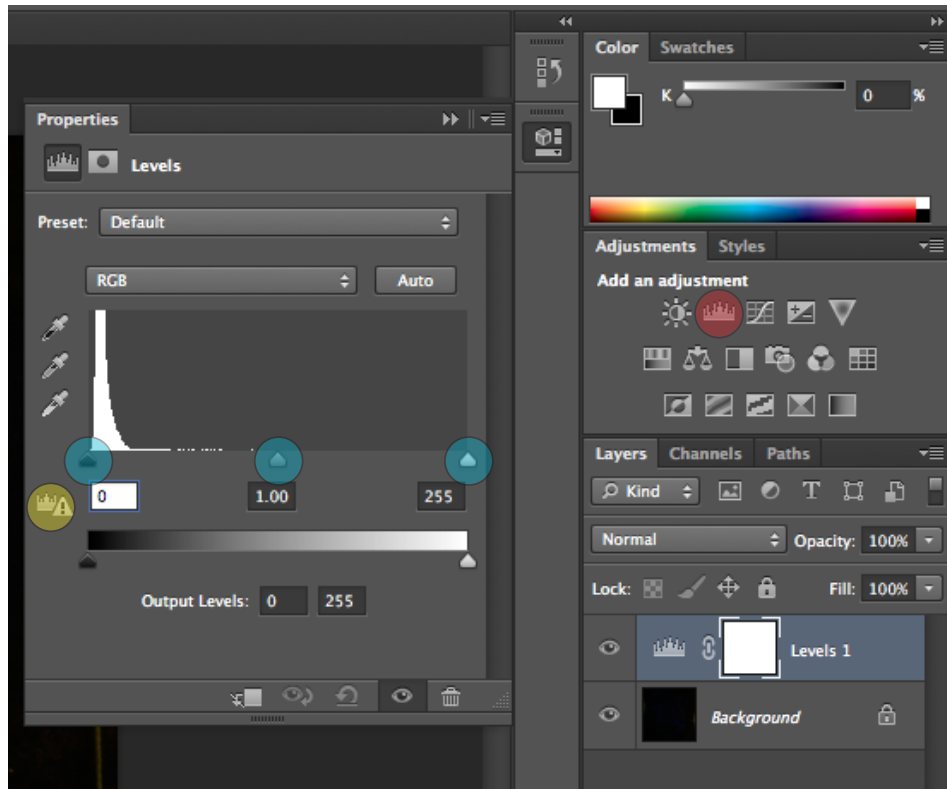 Properties
Levels
Preset: Default
RGB
Auto
0
1.00
255
Output Levels: 0 255
Color Swatches
K 0 %
Adjustments Styles
Add an adjustment
Layers Channels Paths
Kind
T
Normal Opacity: 100%
Lock: Fill: 100%
Levels 1
Background